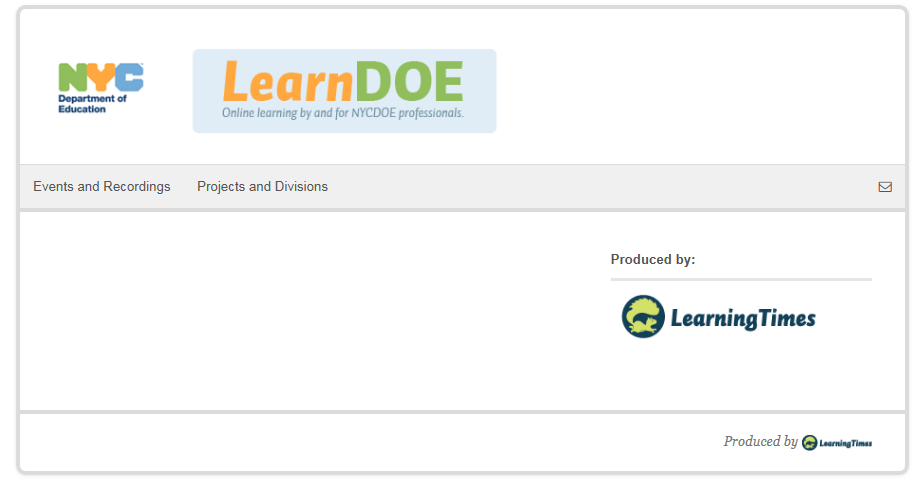 NYC
Department of
Education
LearnDOE
Online learning by and for NYCDOE professionals.
Events and Recordings
Projects and Divisions
Produced by:
LearningTimes
Produced by LearningTimes